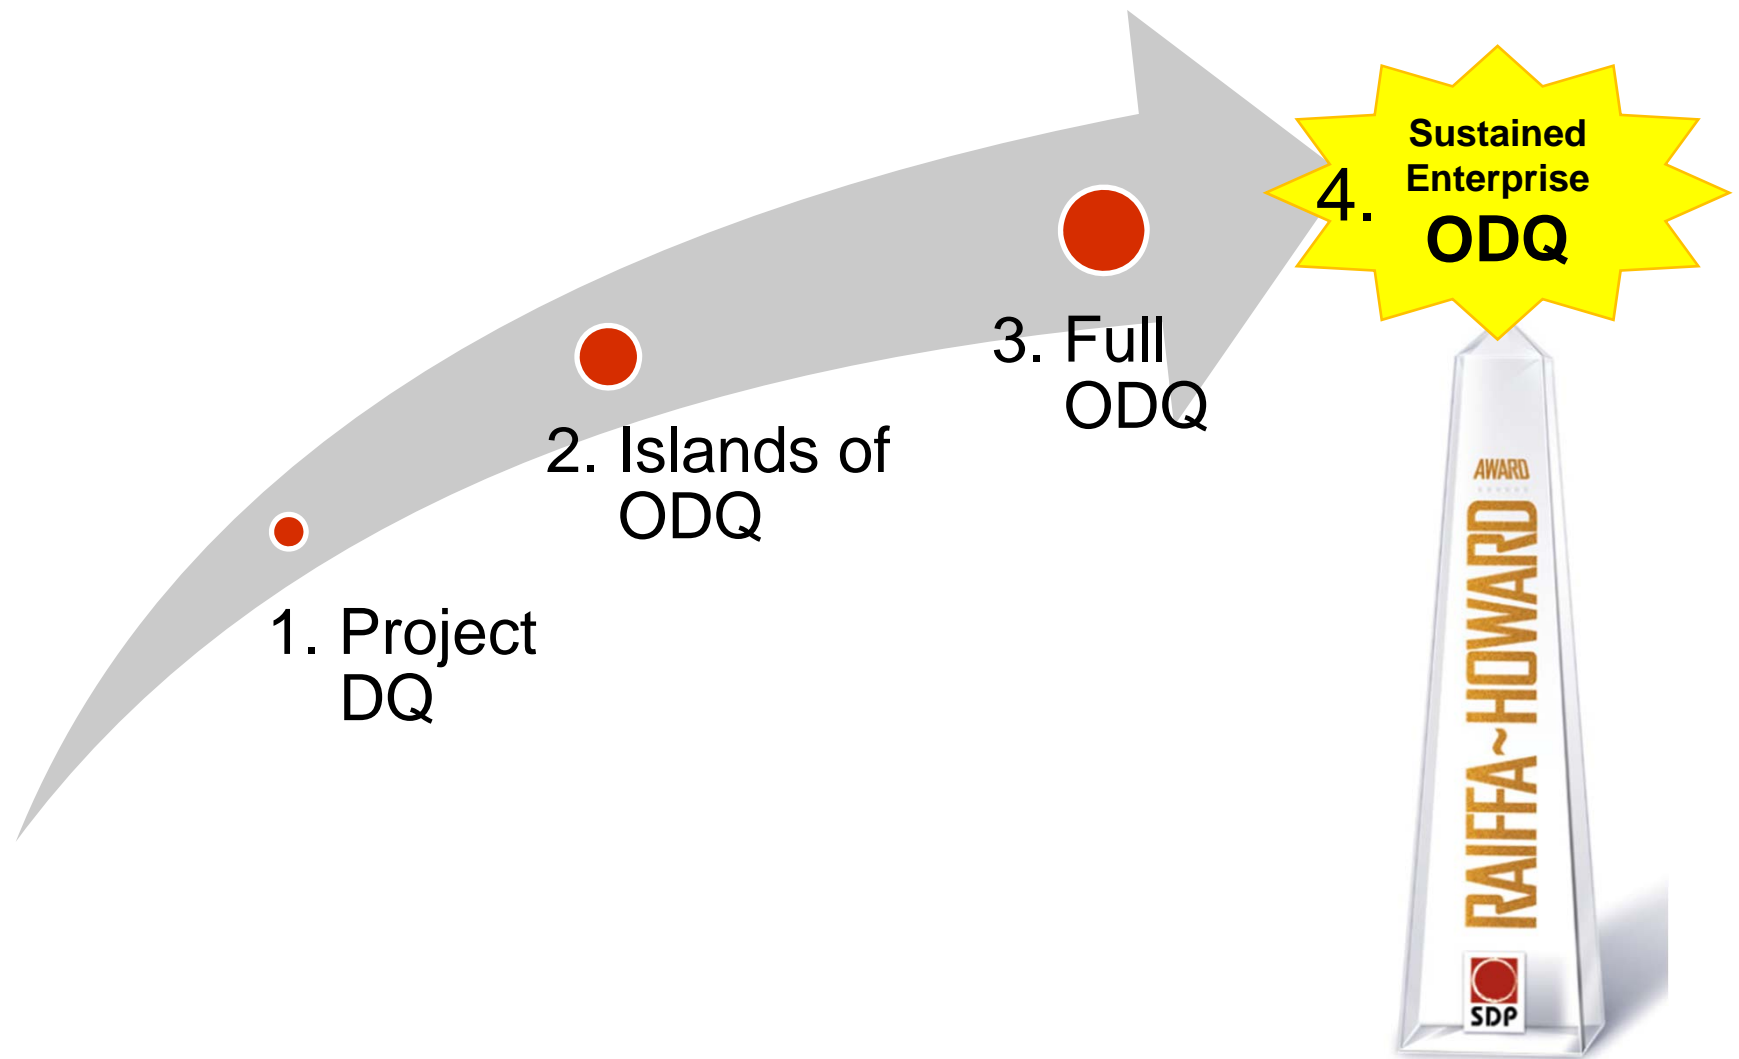 1. Project
DQ
2. Islands of
ODQ
3. Full
ODQ
4.
Sustained
Enterprise
ODQ
AWARD
RAIFFA~HOWARD
SDP